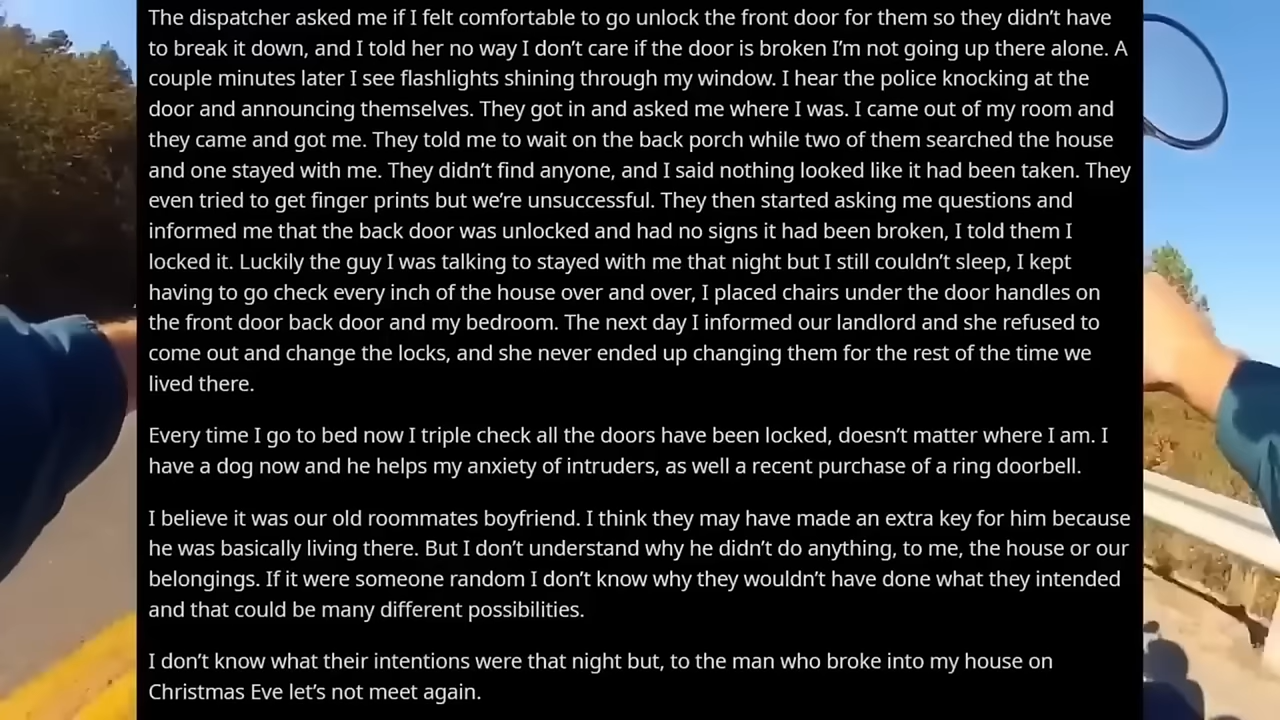 The dispatcher asked me if I felt comfortable to go unlock the front door for them so they didn’t have
to break it down, and I told her no way I don’t care if the door is broken I’m not going up there alone. A
couple minutes later I see flashlights shining through my window. I hear the police knocking at the
door and announcing themselves. They got in and asked me where I was. I came out of my room and
they came and got me. They told me to wait on the back porch while two of them searched the house
and one stayed with me. They didn’t find anyone, and I said nothing looked like it had been taken. They
even tried to get finger prints but we’re unsuccessful. They then started asking me questions and
informed me that the back door was unlocked and had no signs it had been broken, I told them I
locked it. Luckily the guy I was talking to stayed with me that night but I still couldn’t sleep, I kept
having to go check every inch of the house over and over, I placed chairs under the door handles on
the front door back door and my bedroom. The next day I informed our landlord and she refused to
come out and change the locks, and she never ended up changing them for the rest of the time we
lived there.
Every time I go to bed now I triple check all the doors have been locked, doesn’t matter where I am. I
have a dog now and he helps my anxiety of intruders, as well a recent purchase of a ring doorbell.
I believe it was our old roommates boyfriend. I think they may have made an extra key for him because
he was basically living there. But I don’t understand why he didn’t do anything, to me, the house or our
belongings. If it were someone random I don’t know why they wouldn’t have done what they intended
and that could be many different possibilities.
I don’t know what their intentions were that night but, to the man who broke into my house on
Christmas Eve let’s not meet again.